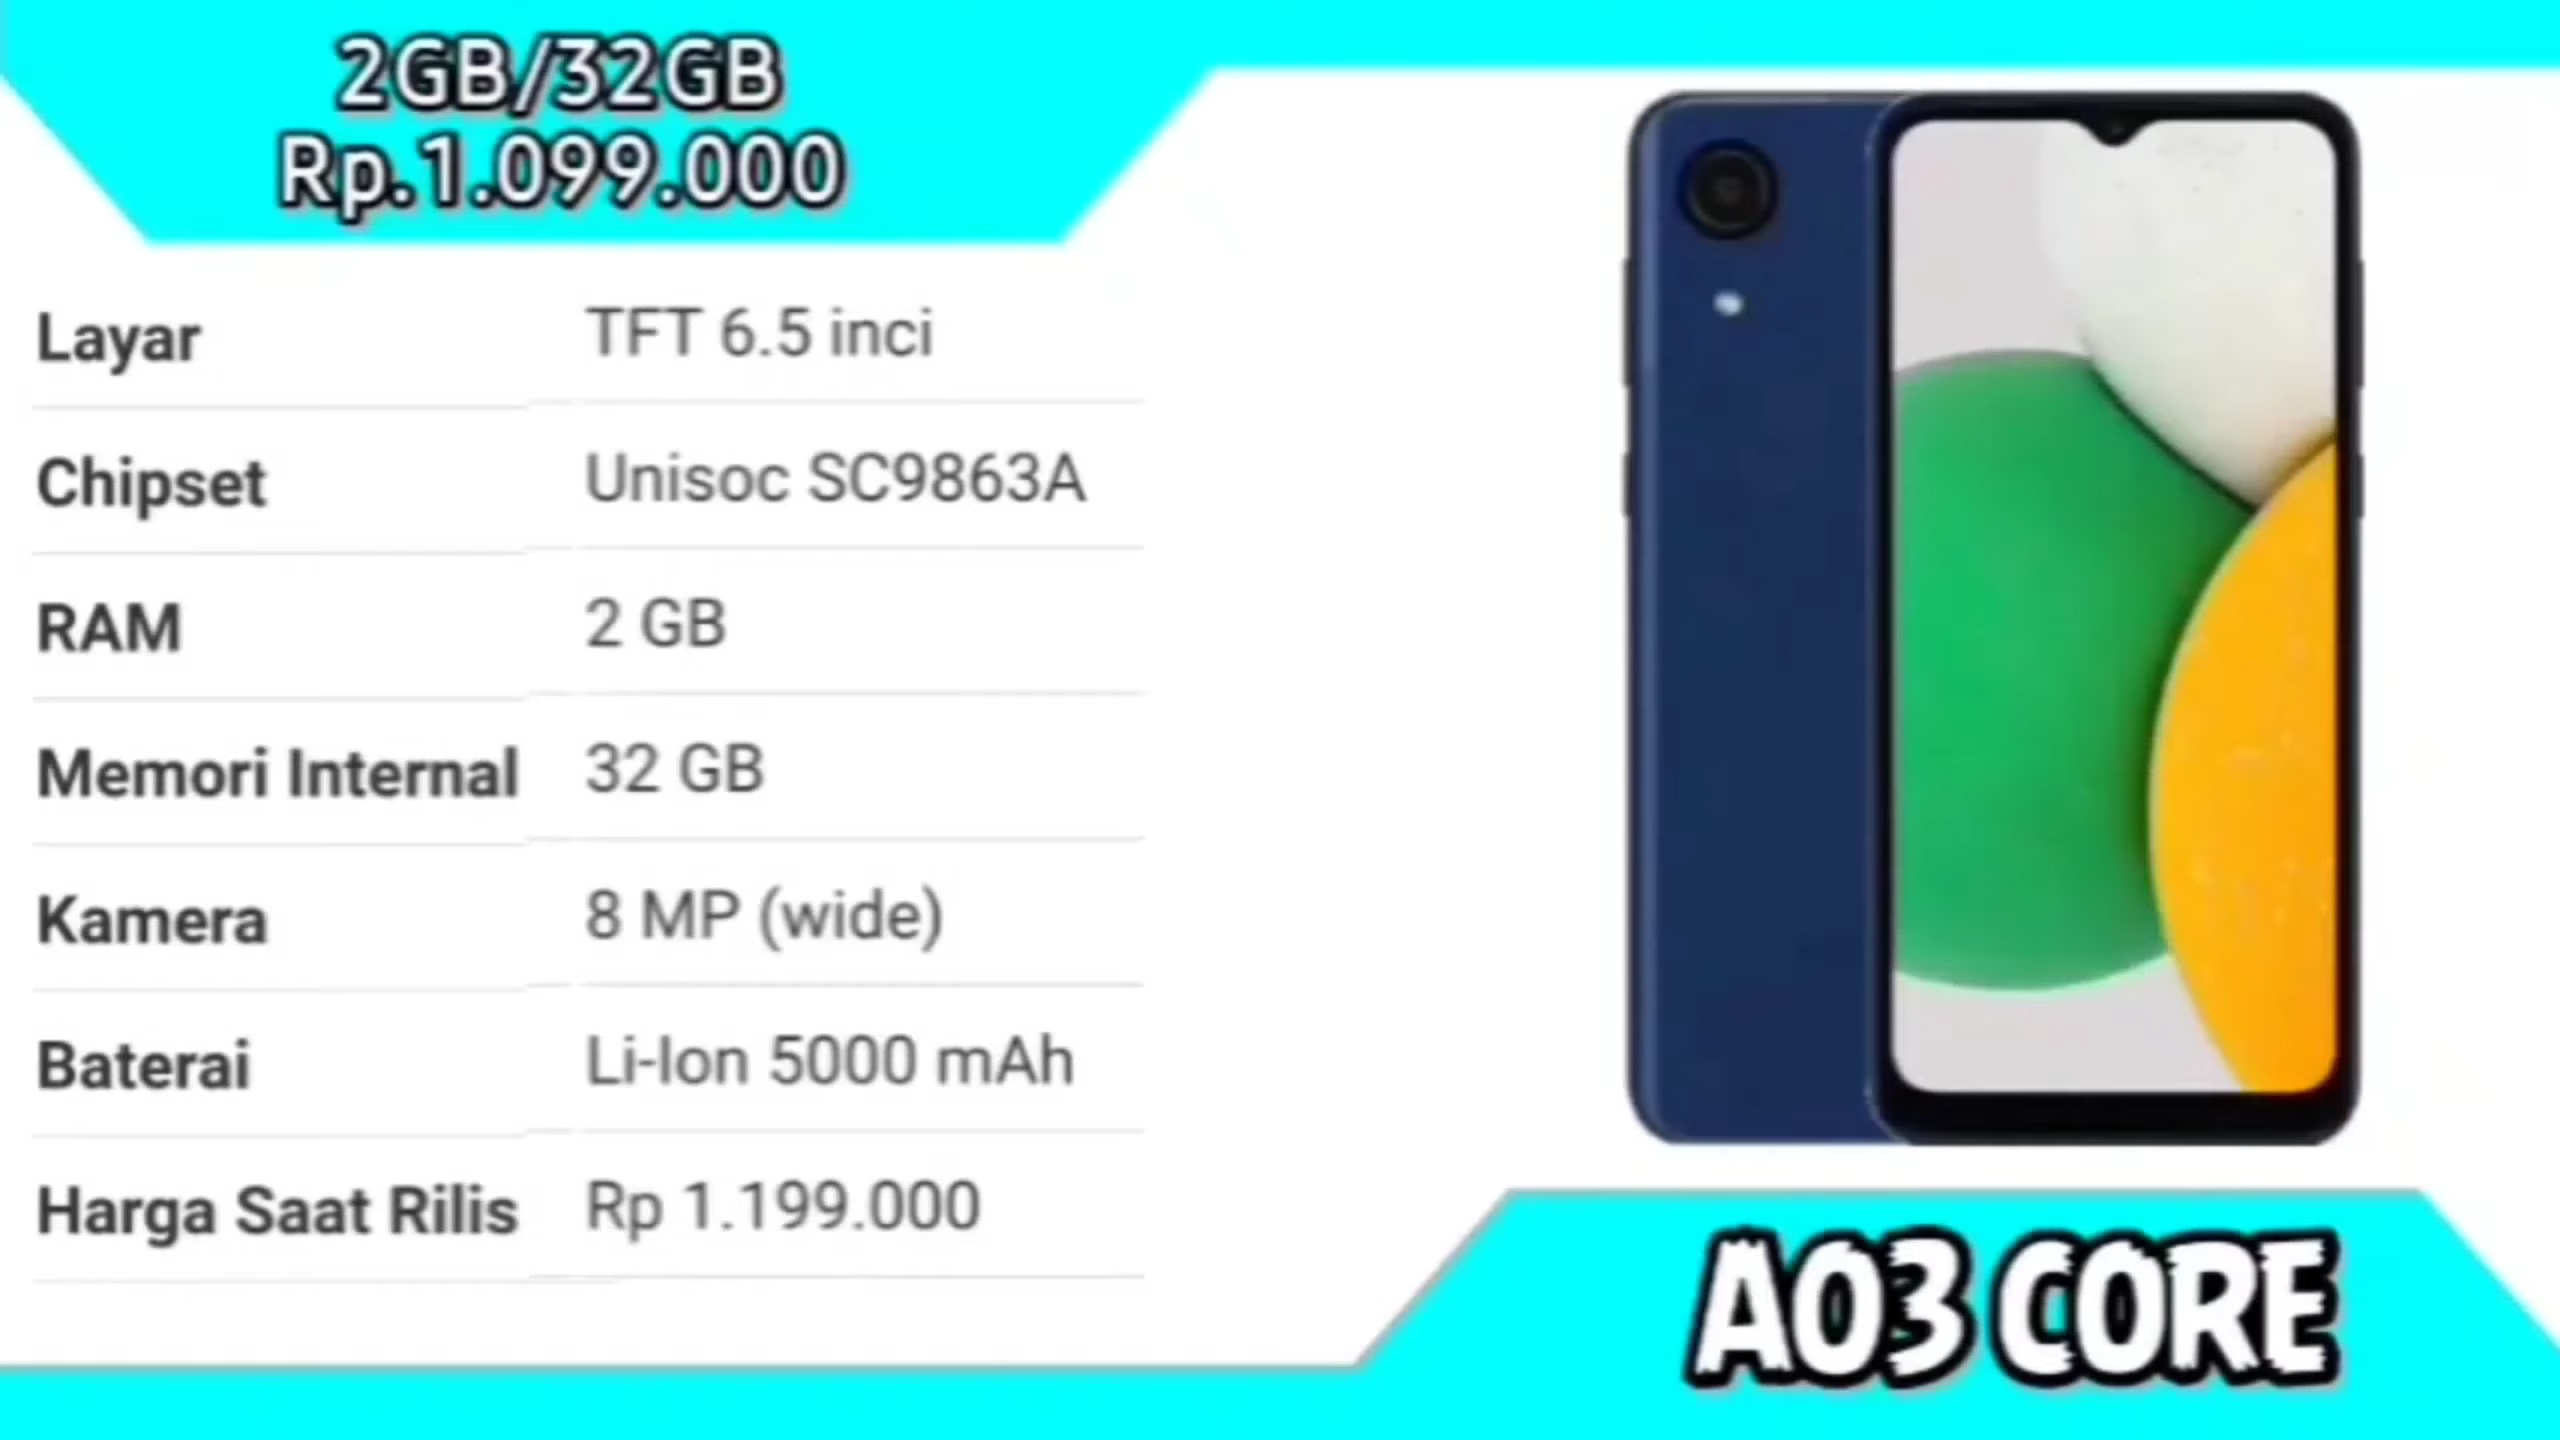 2GB/32GB
Rp.1.099.000
Layar TFT 6.5 inci
Chipset Unisoc SC9863A
RAM 2 GB
Memori Internal 32 GB
Kamera 8 MP (wide)
Baterai Li-Ion 5000 mAh
Harga Saat Rilis Rp 1.199.000
A03 CORE